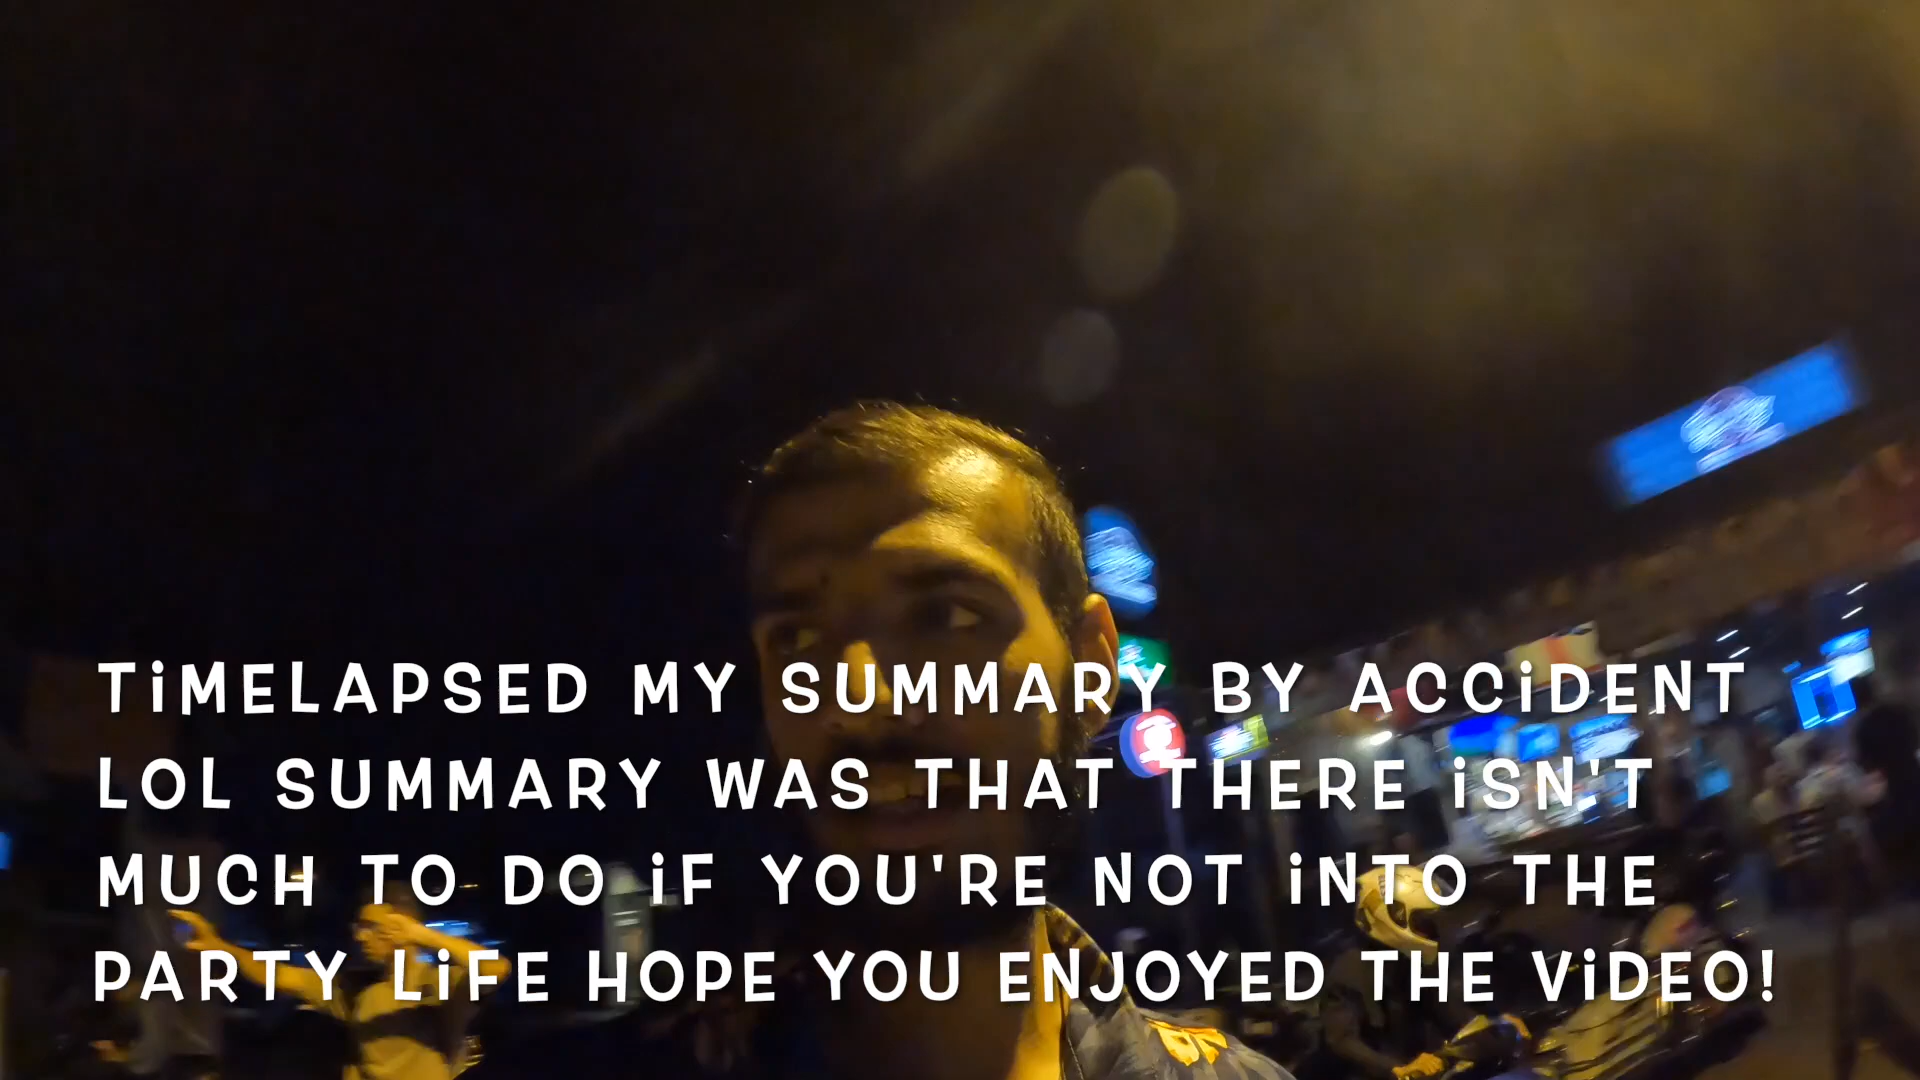 TiMELAPSED MY SUMMARY BY ACCiDENT
LOL SUMMARY WAS THAT THERE iSN'T
MUCH TO DO iF YOU'RE NOT iNTO THE
PARTY LiFE HOPE YOU ENJOYED THE ViDEO!